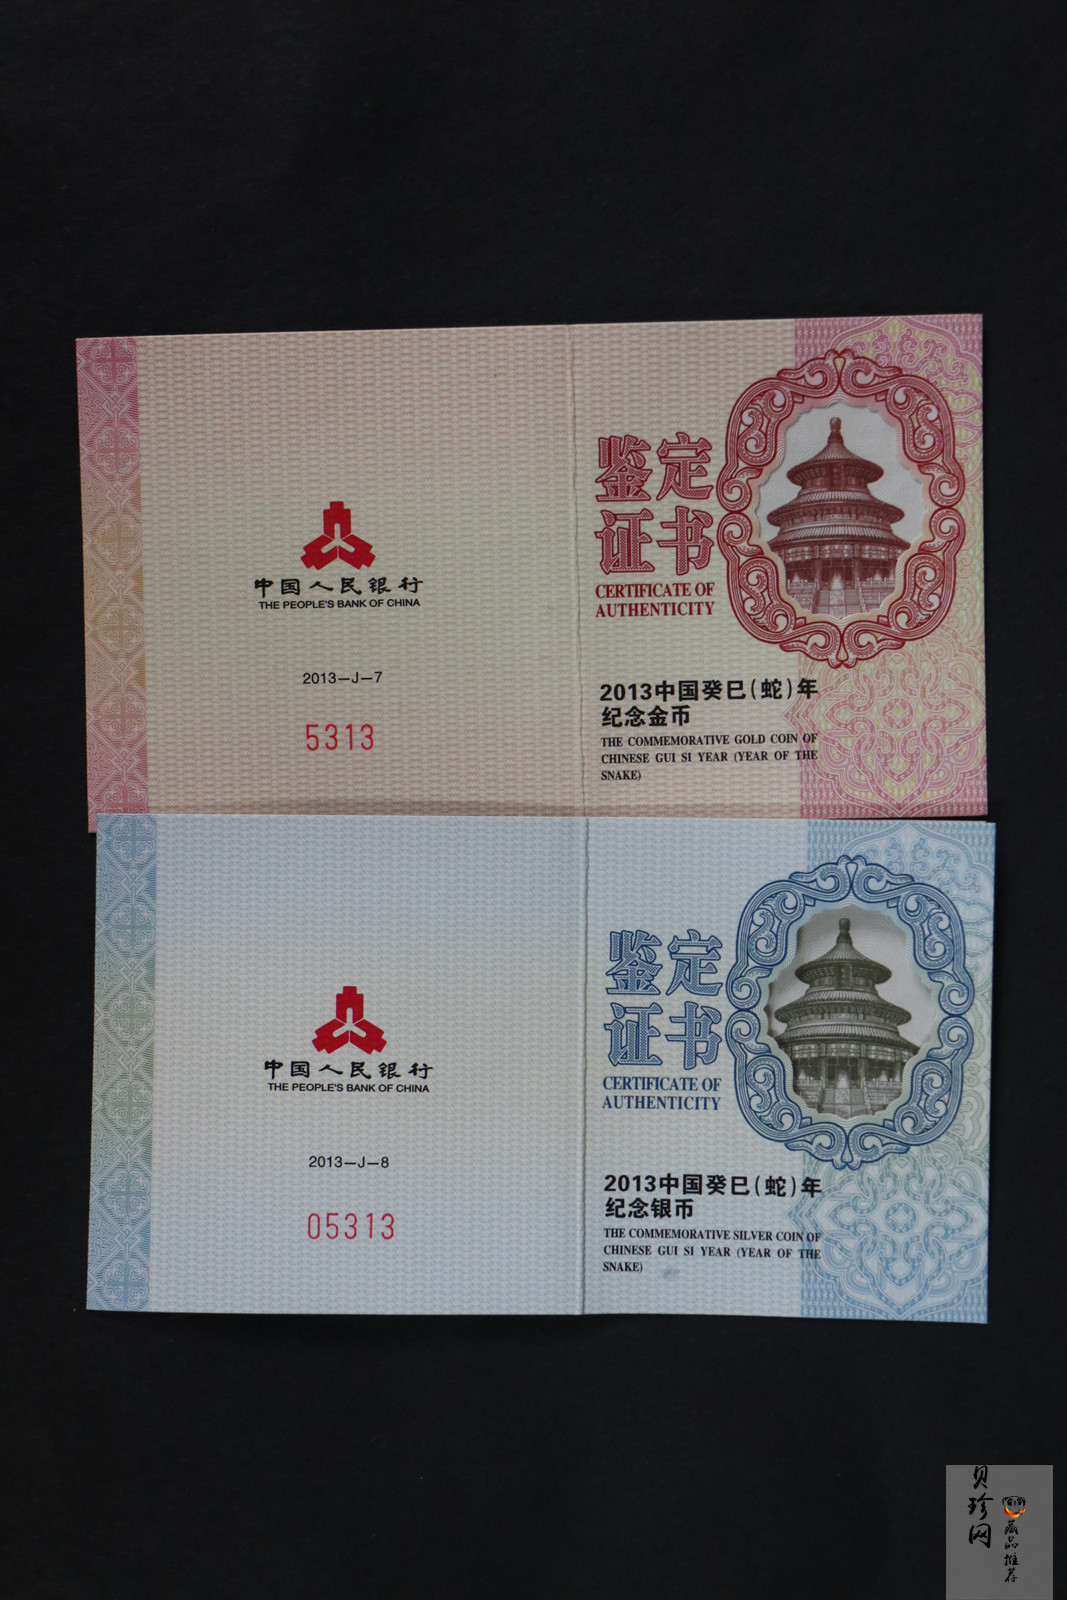 中国人民银行
THE PEOPLE'S BANK OF CHINA
2013—J—7
5313
鉴定
证书
CERTIFICATE OF
AUTHENTICITY
2013中国癸巳(蛇)年
纪念金币
THE COMMEMORATIVE GOLD COIN OF
CHINESE GUI SI YEAR (YEAR OF THE
SNAKE)
中国人民银行
THE PEOPLE'S BANK OF CHINA
2013—J—8
05313
鉴定
证书
CERTIFICATE OF
AUTHENTICITY
2013中国癸巳(蛇)年
纪念银币
THE COMMEMORATIVE SILVER COIN OF
CHINESE GUI SI YEAR (YEAR OF THE
SNAKE)
贝珍网
藏品推荐